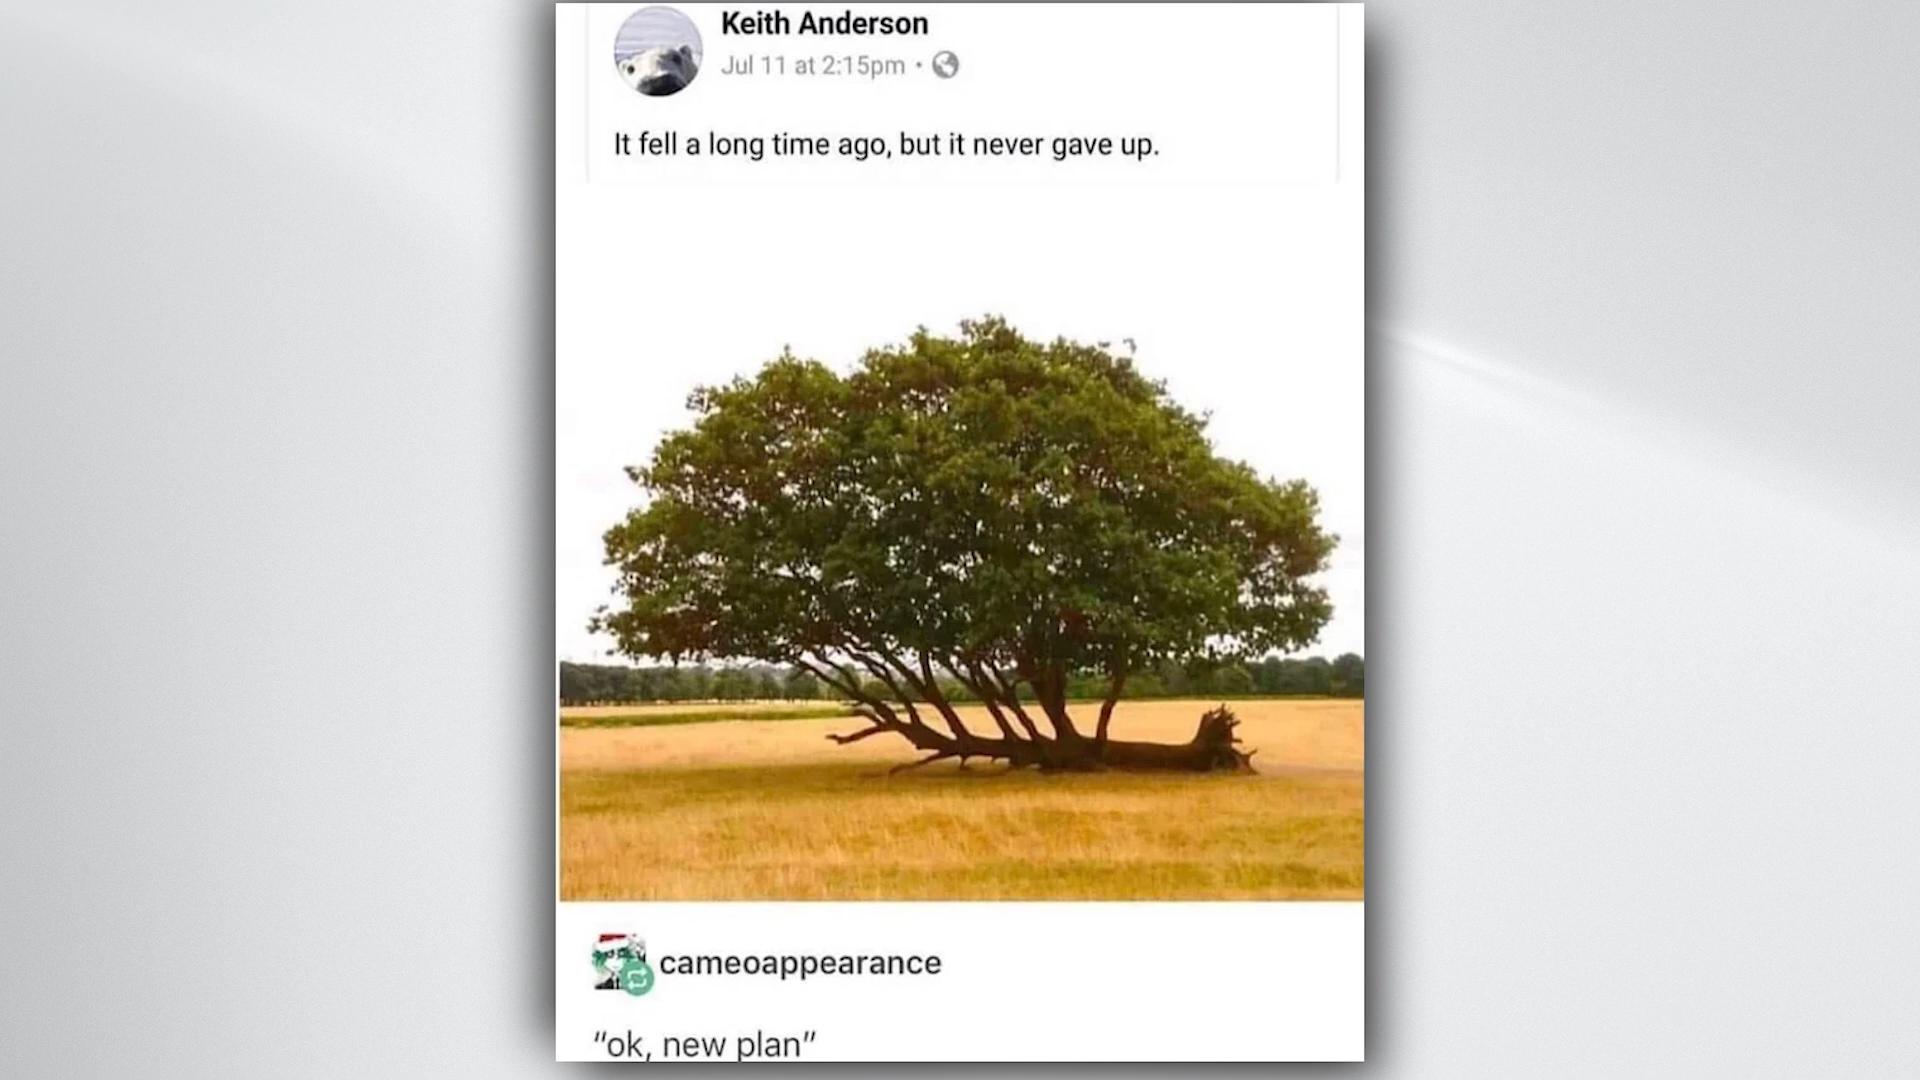 Keith Anderson
Jul 11 at 2:15pm •
It fell a long time ago, but it never gave up.
cameoappearance
"ok, new plan"